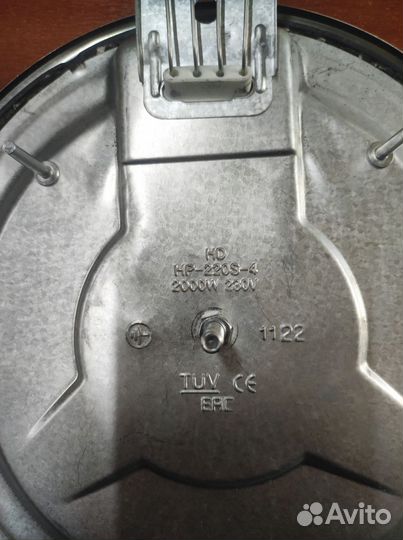 HD
HP-220S-4
2000W 230V
1122
TUV CE
EAC
Avito